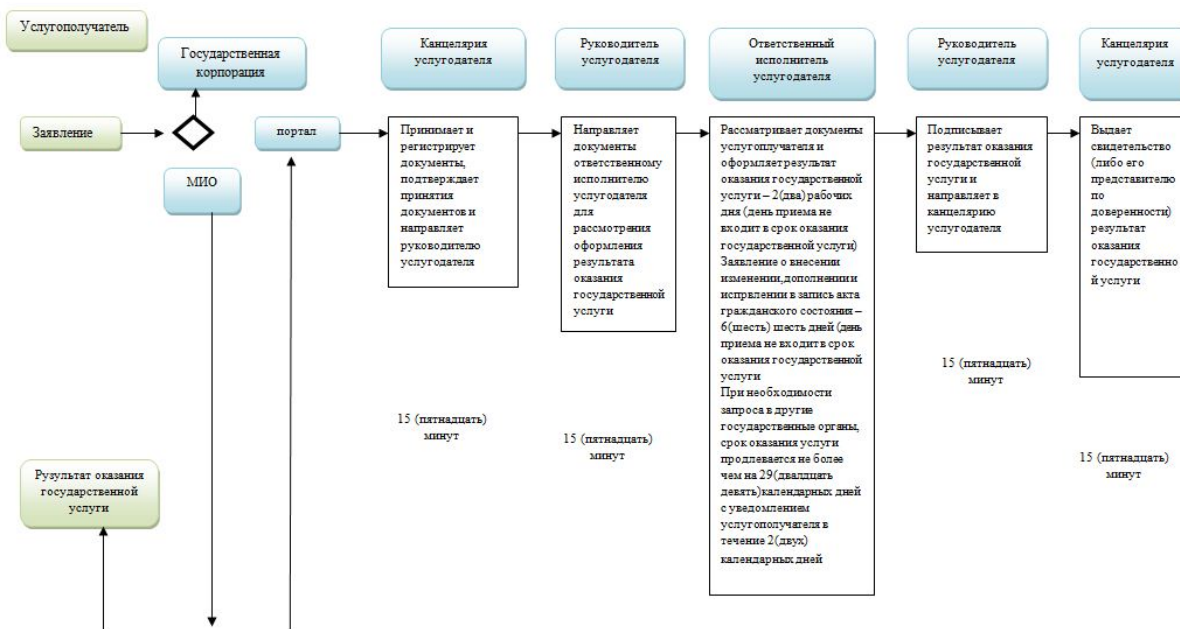 Услугополучатель
Государственная
корпорация
Канцелярия
услугодателя
Руководитель
услугодателя
Ответственный
исполнитель
услугодателя
Руководитель
услугодателя
Канцелярия
услугодателя
Заявление
портал
МИО
Принимает и
регистрирует
документы,
подтверждает
принятия
документов и
направляет
руководителю
услугодателя
15 (пятнадцать)
минут
Направляет
документы
ответственному
исполнителю
услугодателя
для
рассмотрения
оформления
результата
оказания
государственной
услуги
15 (пятнадцать)
минут
Рассматривает документы
услугоплучателя и
оформляет результат
оказания государственной
услуги – 2(два) рабочих
дня (день приема не
входит в срок оказания
государственной услуги)
Заявление о внесении
изменении, дополнении и
испрвлении в запись акта
гражданского состояния –
6(шесть) шесть дней (день
приема не входит в срок
оказания государственной
услуги
При необходимости
запроса в другие
государственные органы,
срок оказания услуги
продлевается не более
чем на 29(двалдцать
девять)календарных дней
с уведомлением
услугополучателя в
течение 2(двух)
календарных дней
Подписывает
результат оказания
государственной
услуги и
направляет в
канцелярию
услугодателя
15 (пятнадцать)
минут
Выдает
свидетельство
(либо его
представителю
по
доверенности)
результат
оказания
государственно
й услуги
15 (пятнадцать)
минут
Рузультат оказания
государственной
услуги